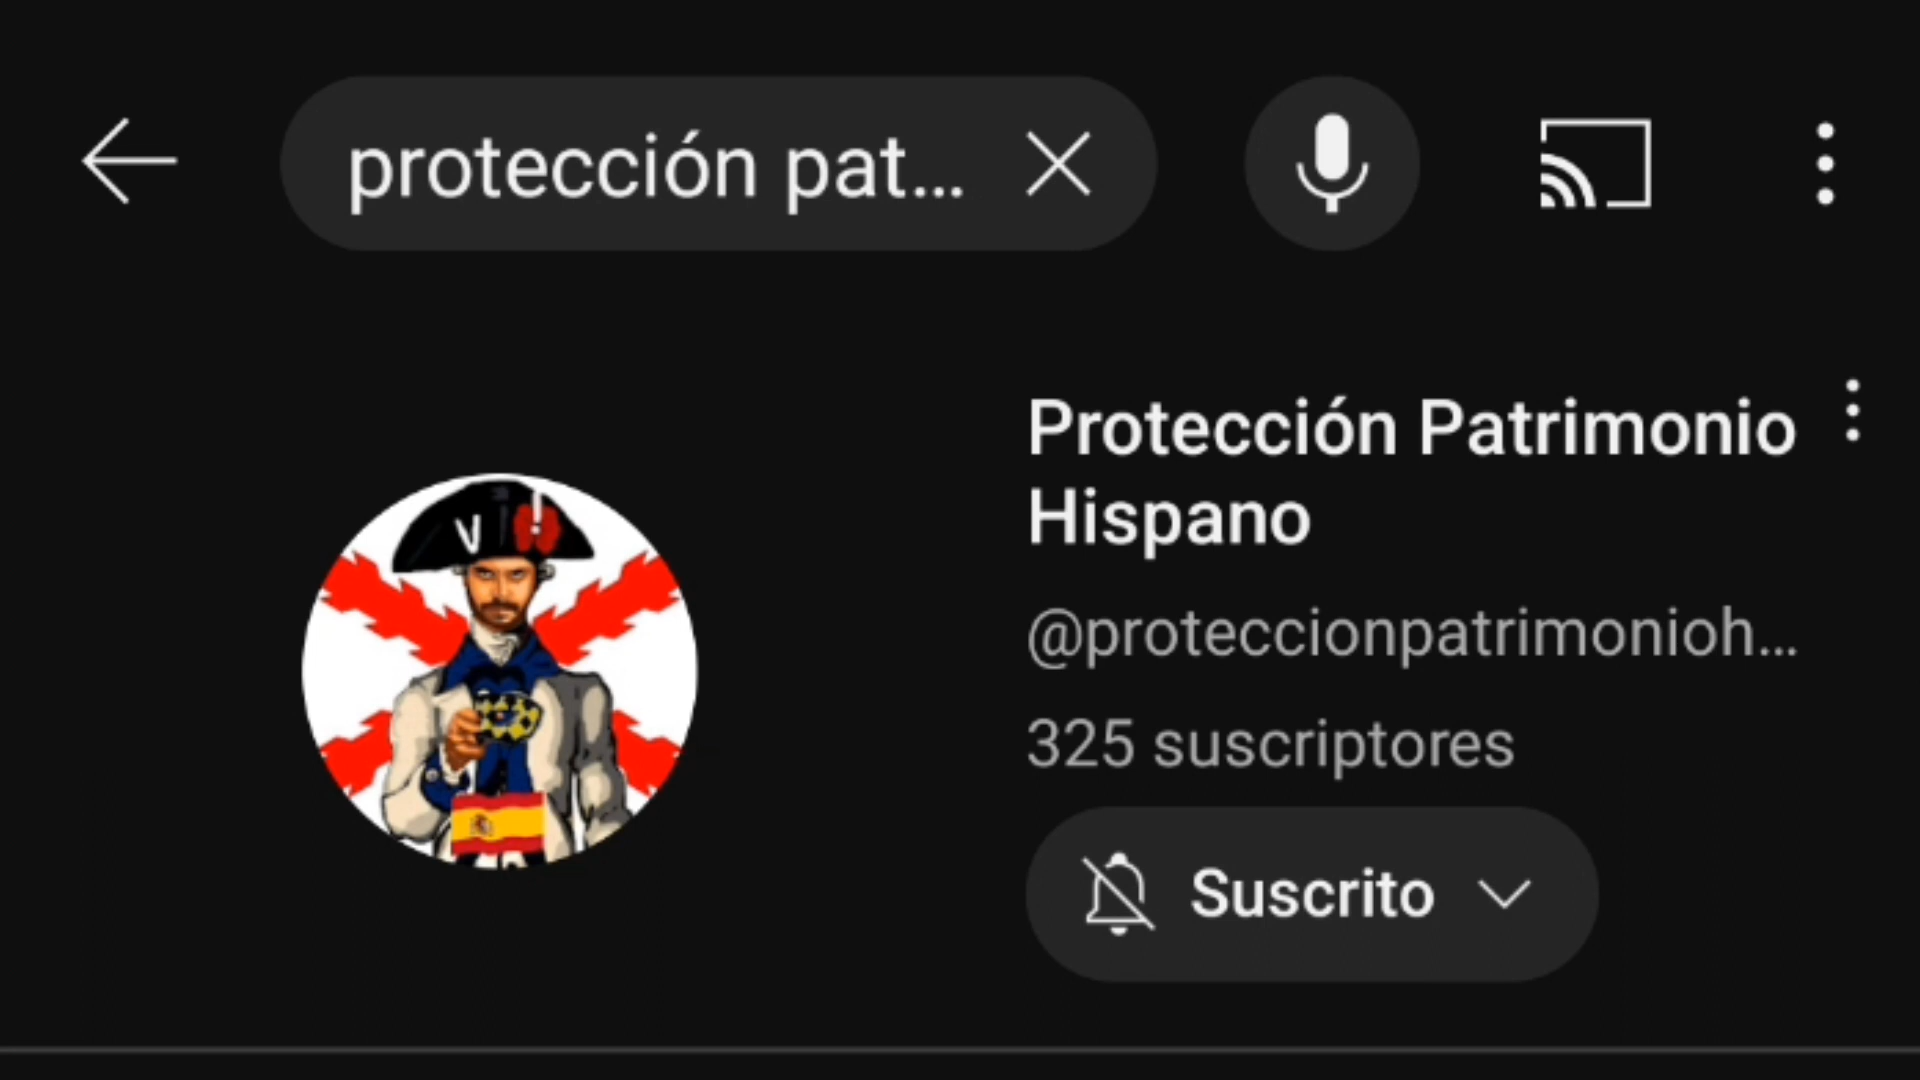 protección pat...
Protección Patrimonio
Hispano
@proteccionpatrimonioh...
325 suscriptores
Suscrito
V !